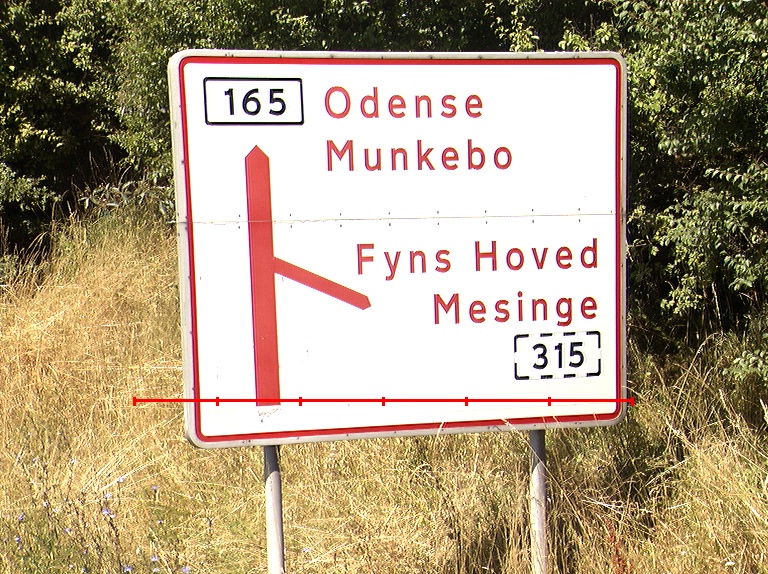 165 Odense
Munkebo
Fyns Hoved
Mesinge
315